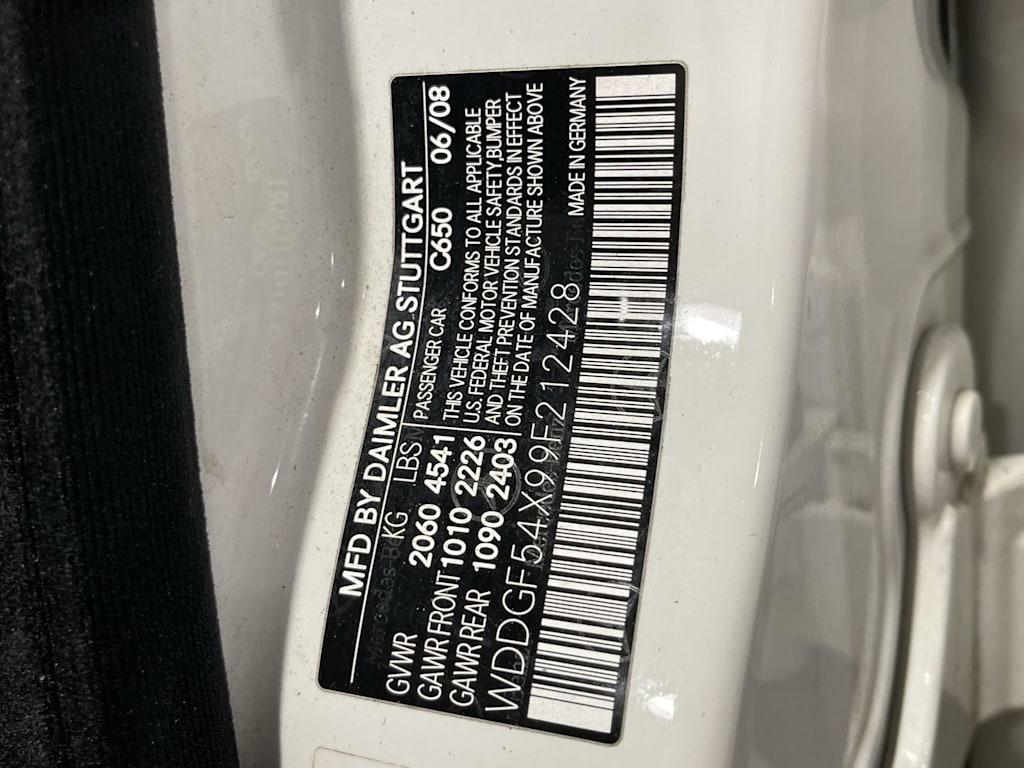 MFD BY DAIMLER AG STUTTGART
KG LBS PASSENGER CAR C650 06/08
GVWR 2060 4541
GAWR FRONT 1010 2226
GAWR REAR 1090 2403
THIS VEHICLE CONFORMS TO ALL APPLICABLE
U.S. FEDERAL MOTOR VEHICLE SAFETY, BUMPER
AND THEFT PREVENTION STANDARDS IN EFFECT
ON THE DATE OF MANUFACTURE SHOWN ABOVE
WDDGF54X99F212428
MADE IN GERMANY